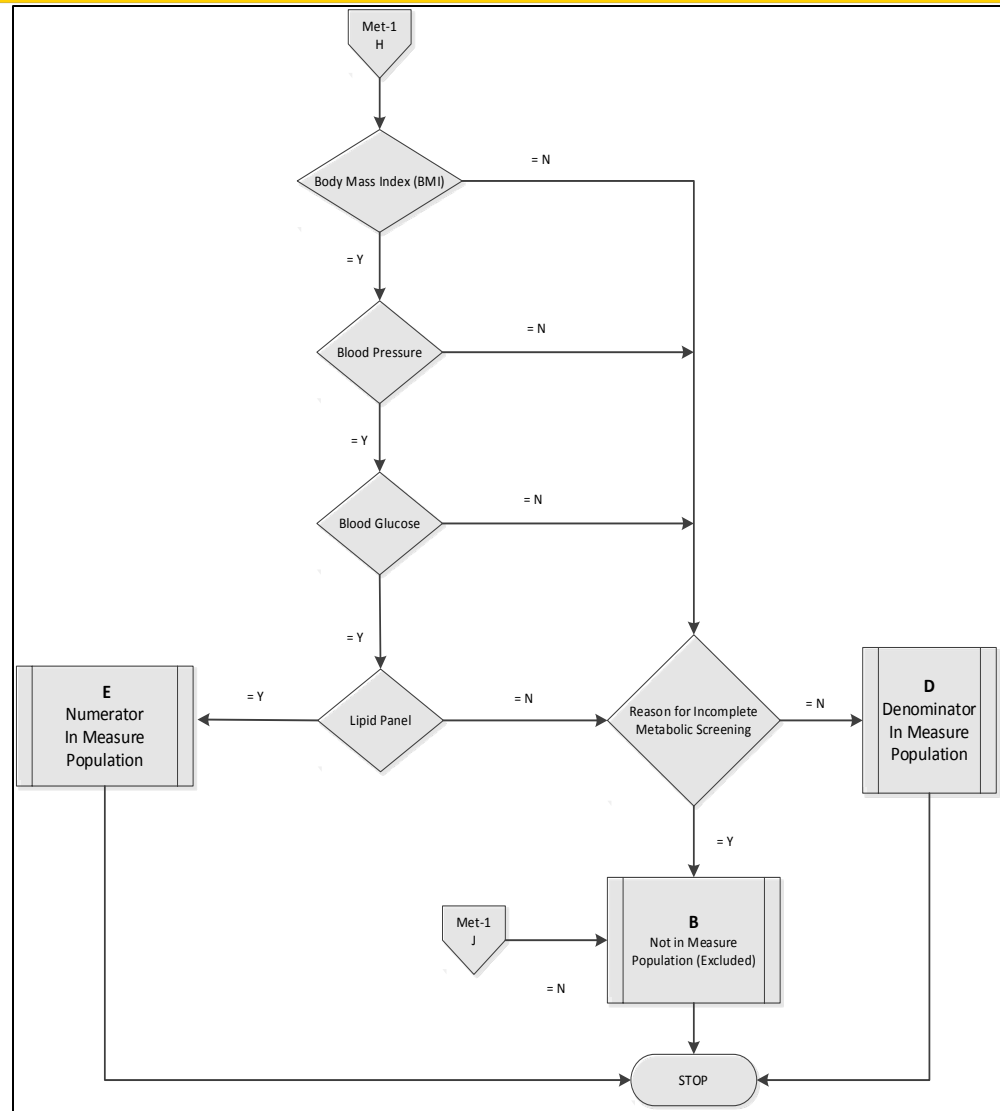 Met-1
H
= N
Body Mass Index (BMI)
= Y
= N
Blood Pressure
= Y
= N
Blood Glucose
= Y
E
Numerator
In Measure
Population
= Y
Lipid Panel
= N
Reason for Incomplete
Metabolic Screening
= N
D
Denominator
In Measure
Population
= Y
Met-1
J
= N
B
Not in Measure
Population (Excluded)
STOP